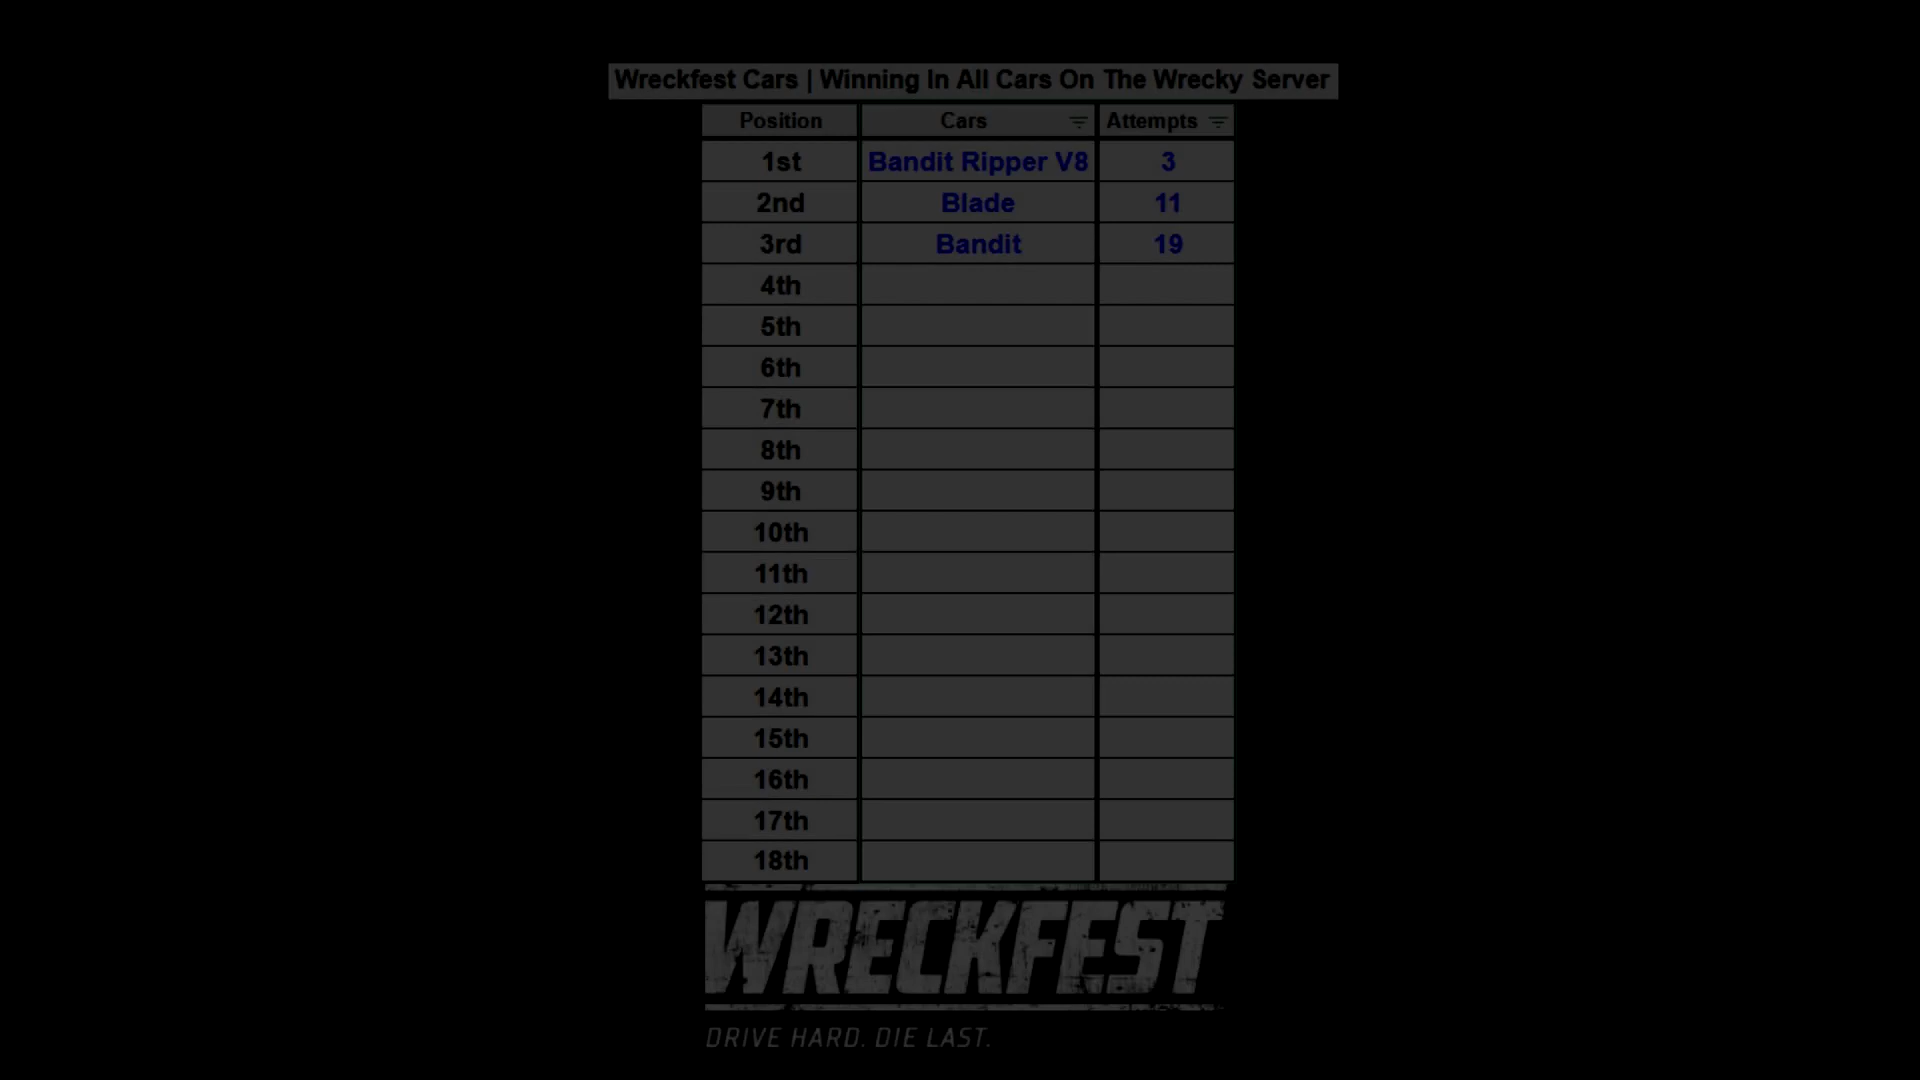 Wreckfest Cars | Winning In All Cars On The Wrecky Server
Position Cars Attempts
1st Bandit Ripper V8 3
2nd Blade 11
3rd Bandit 19
4th
5th
6th
7th
8th
9th
10th
11th
12th
13th
14th
15th
16th
17th
18th
WRECKFEST
DRIVE HARD. DIE LAST.